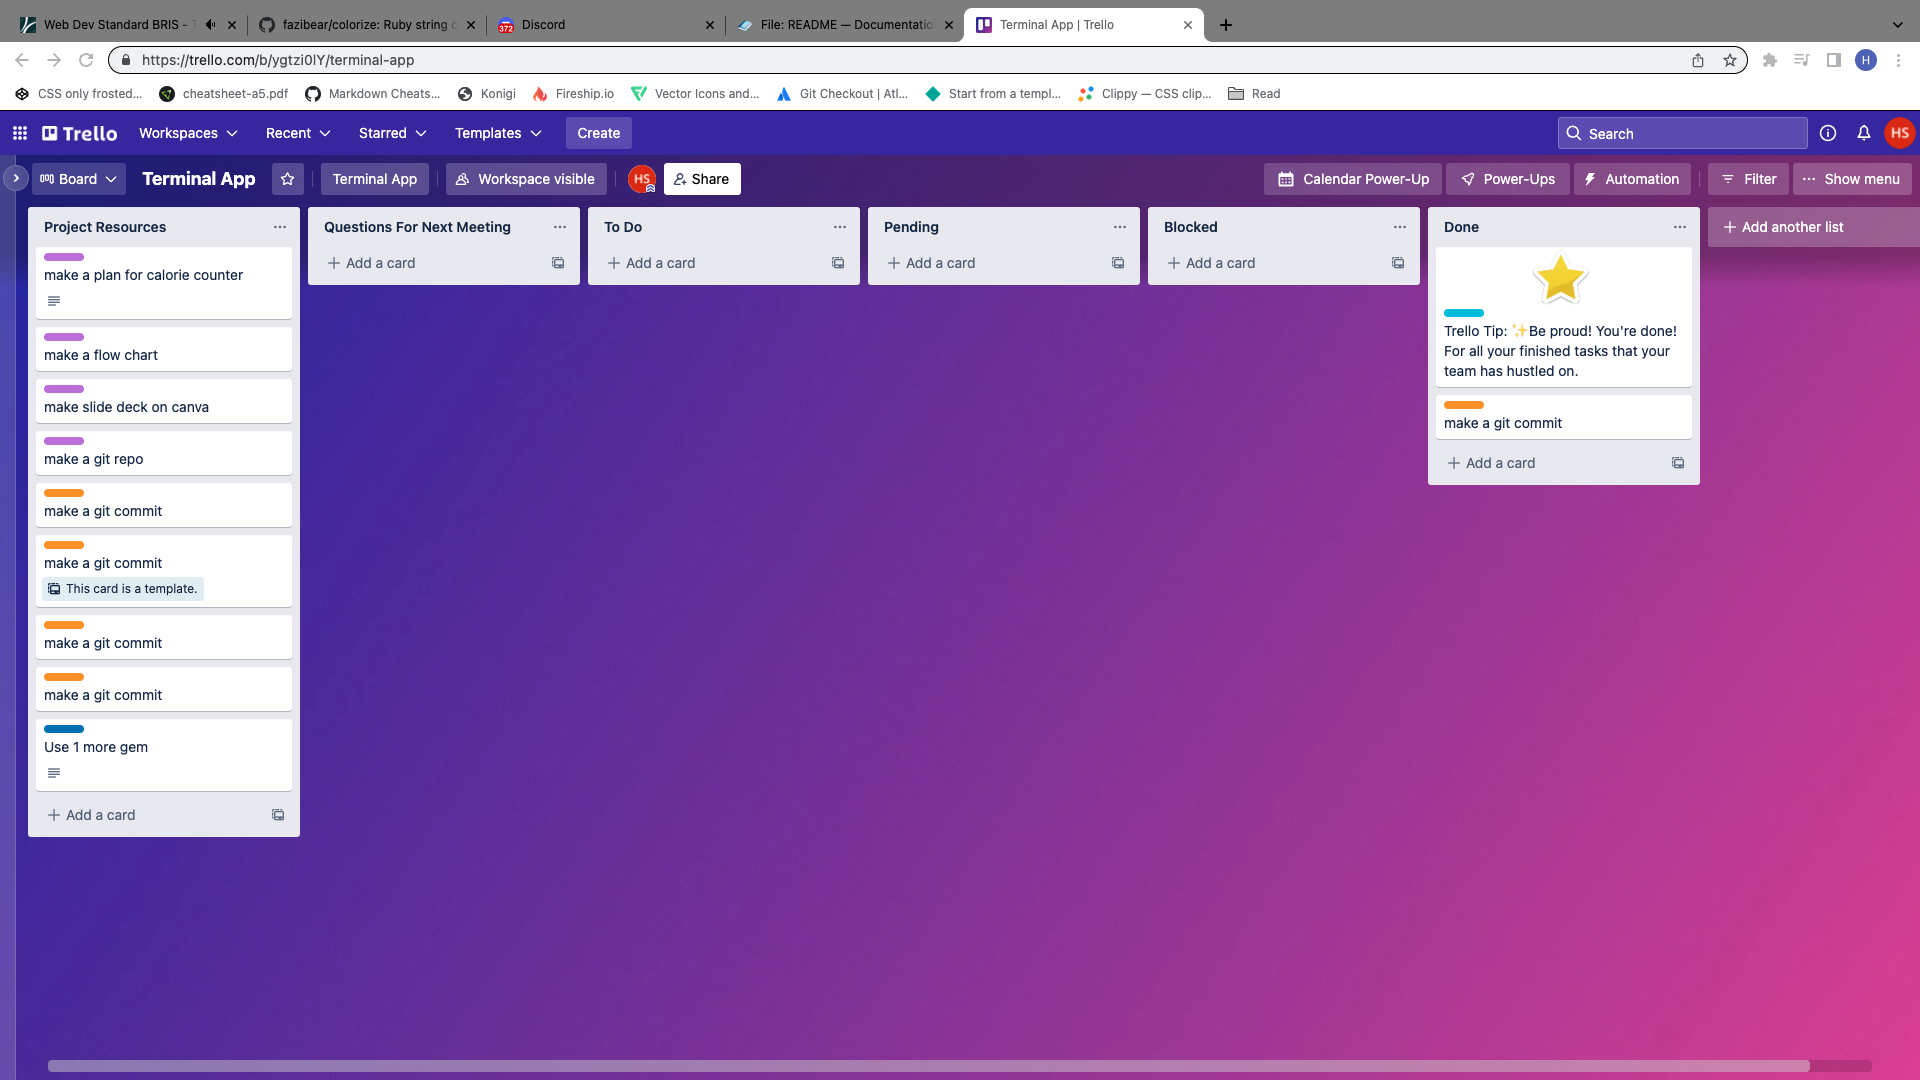 Web Dev Standard BRIS -
fazibear/colorize: Ruby string c
372
Discord
File: README — Documentatio
Terminal App | Trello
https://trello.com/b/ygtzi0lY/terminal-app
H
CSS only frosted...
cheatsheet-a5.pdf
Markdown Cheats...
Konigi
Fireship.io
Vector Icons and...
Git Checkout | Atl...
Start from a templ...
Clippy — CSS clip...
Read
Trello
Workspaces
Recent
Starred
Templates
Create
Search
HS
Board
Terminal App
Terminal App
Workspace visible
HS
Share
Calendar Power-Up
Power-Ups
Automation
Filter
Show menu
Project Resources
make a plan for calorie counter
make a flow chart
make slide deck on canva
make a git repo
make a git commit
make a git commit
This card is a template.
make a git commit
make a git commit
Use 1 more gem
Add a card
Questions For Next Meeting
Add a card
To Do
Add a card
Pending
Add a card
Blocked
Add a card
Done
Trello Tip: ✨Be proud! You're done!
For all your finished tasks that your
team has hustled on.
make a git commit
Add a card
Add another list